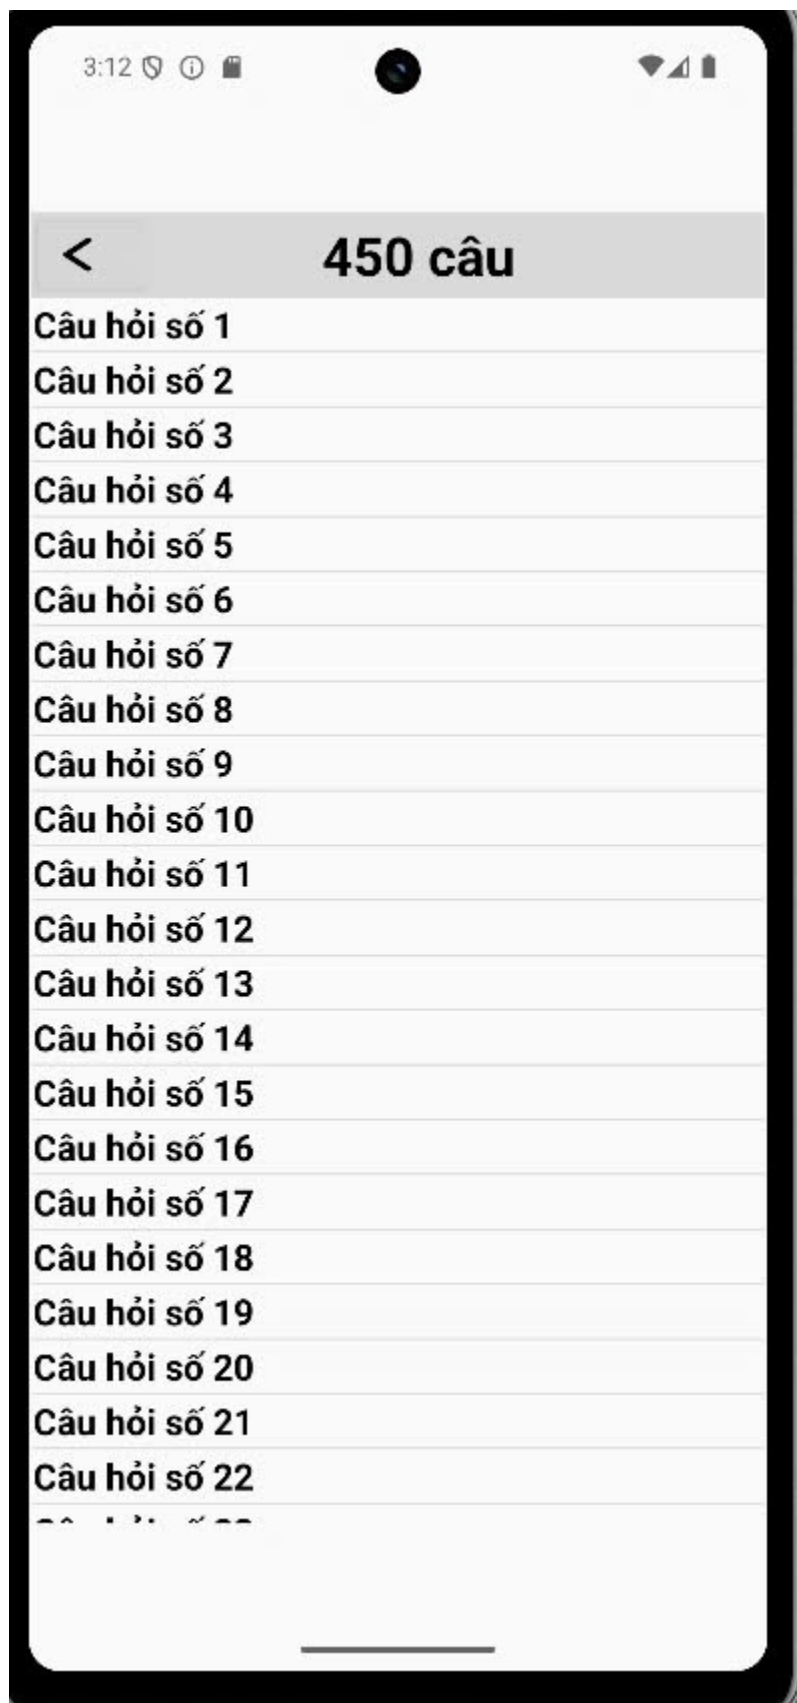 3:12
< 450 câu
Câu hỏi số 1
Câu hỏi số 2
Câu hỏi số 3
Câu hỏi số 4
Câu hỏi số 5
Câu hỏi số 6
Câu hỏi số 7
Câu hỏi số 8
Câu hỏi số 9
Câu hỏi số 10
Câu hỏi số 11
Câu hỏi số 12
Câu hỏi số 13
Câu hỏi số 14
Câu hỏi số 15
Câu hỏi số 16
Câu hỏi số 17
Câu hỏi số 18
Câu hỏi số 19
Câu hỏi số 20
Câu hỏi số 21
Câu hỏi số 22